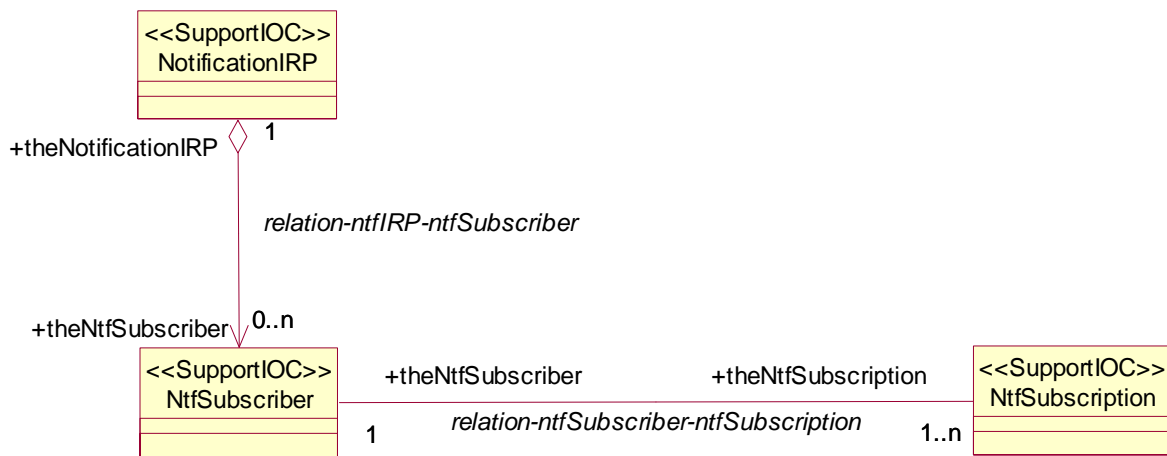 <<SupportIOC>>
NotificationIRP
1
+theNotificationIRP
relation-ntfIRP-ntfSubscriber
+theNtfSubscriber
0..n
<<SupportIOC>>
NtfSubscriber
+theNtfSubscriber
+theNtfSubscription
relation-ntfSubscriber-ntfSubscription
1
1..n
<<SupportIOC>>
NtfSubscription